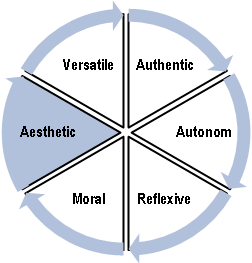 Versatile Authentic
Aesthetic Autonom
Moral Reflexive